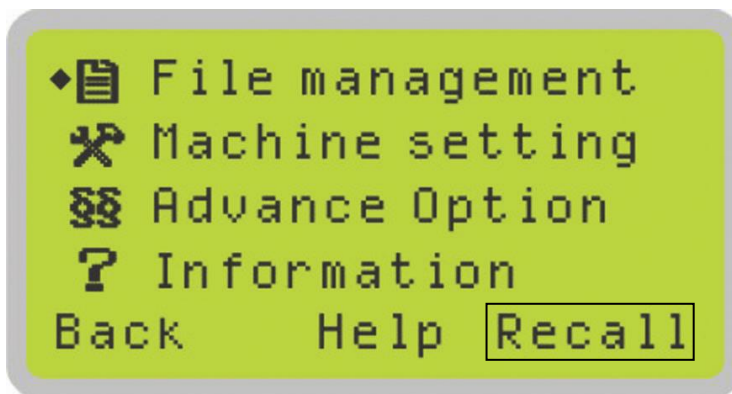 File management
Machine setting
Advance Option
? Information
Back Help Recall